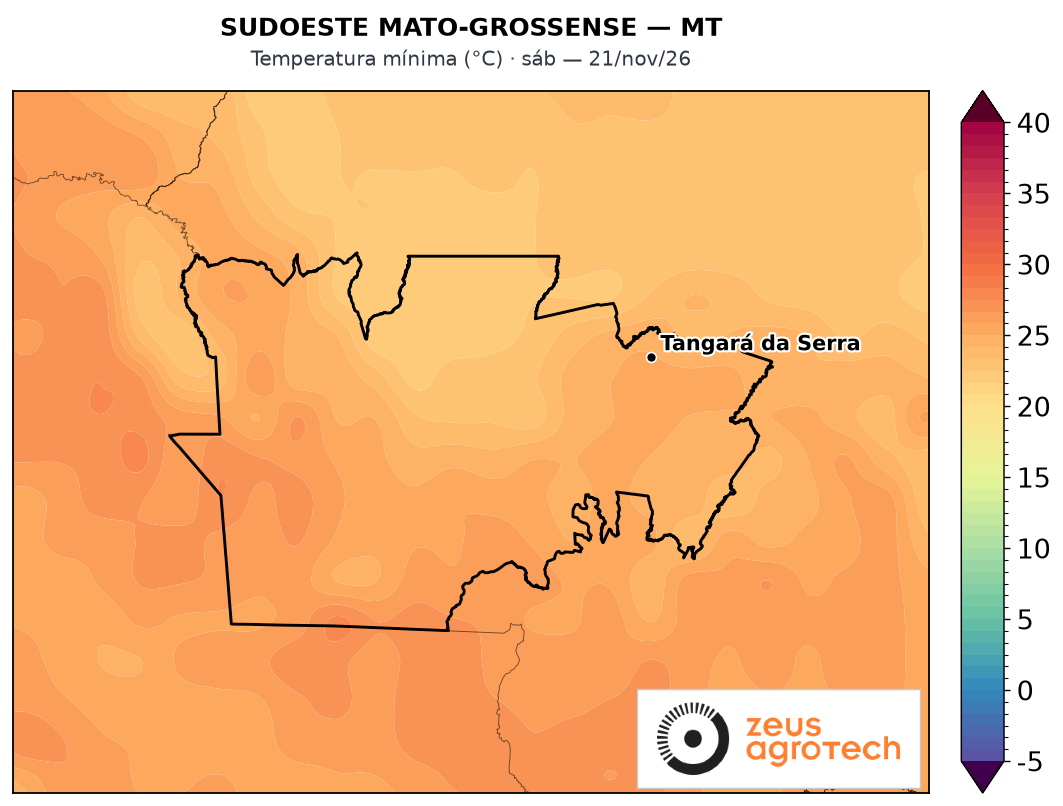 SUDOESTE MATO-GROSSENSE — MT
Temperatura mínima (°C) · sáb — 21/nov/26
Tangará da Serra
40
35
30
25
20
15
10
5
0
-5
zeus
agrotech